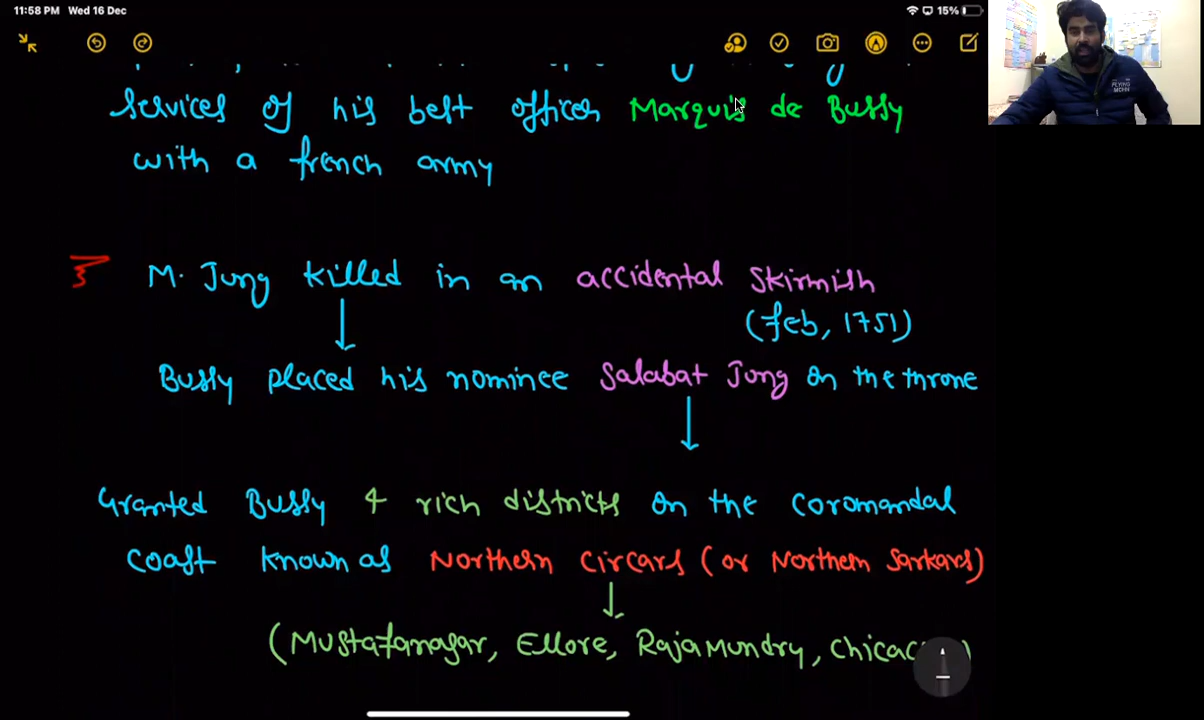 11:58 PM Wed 16 Dec
15%
services of his best officer Marquis de Bussy
with a french army
M. Jung killed in an accidental Skirmish
(feb, 1751)
Bussy placed his nominee Salabat Jung on the throne
Granted Bussy 4 rich districts on the coromandal
coast known as Northern Circars (or Northern Sarkars)
(Mustafanagar, Ellore, Rajamundry,